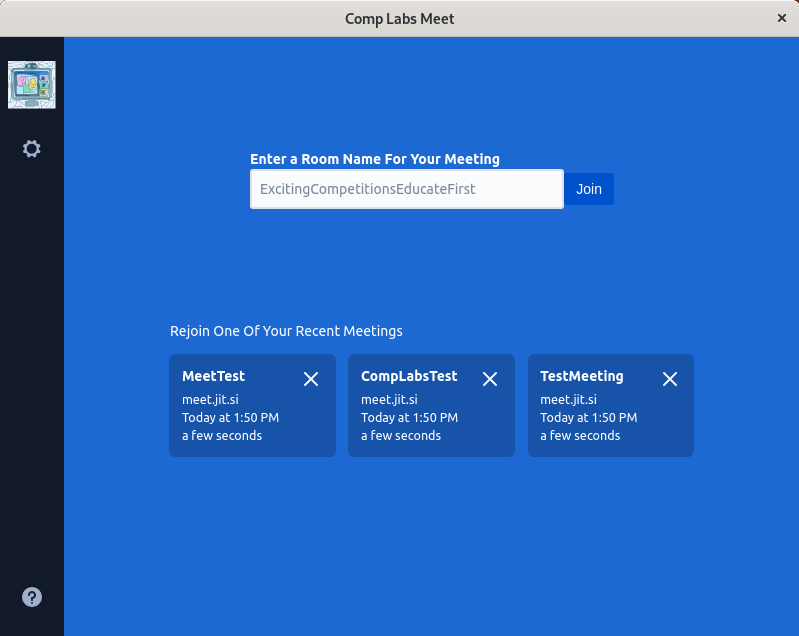 Comp Labs Meet
Enter a Room Name For Your Meeting
ExcitingCompetitionsEducateFirst
Join
Rejoin One Of Your Recent Meetings
MeetTest
meet.jit.si
Today at 1:50 PM
a few seconds
CompLabsTest
meet.jit.si
Today at 1:50 PM
a few seconds
TestMeeting
meet.jit.si
Today at 1:50 PM
a few seconds
?